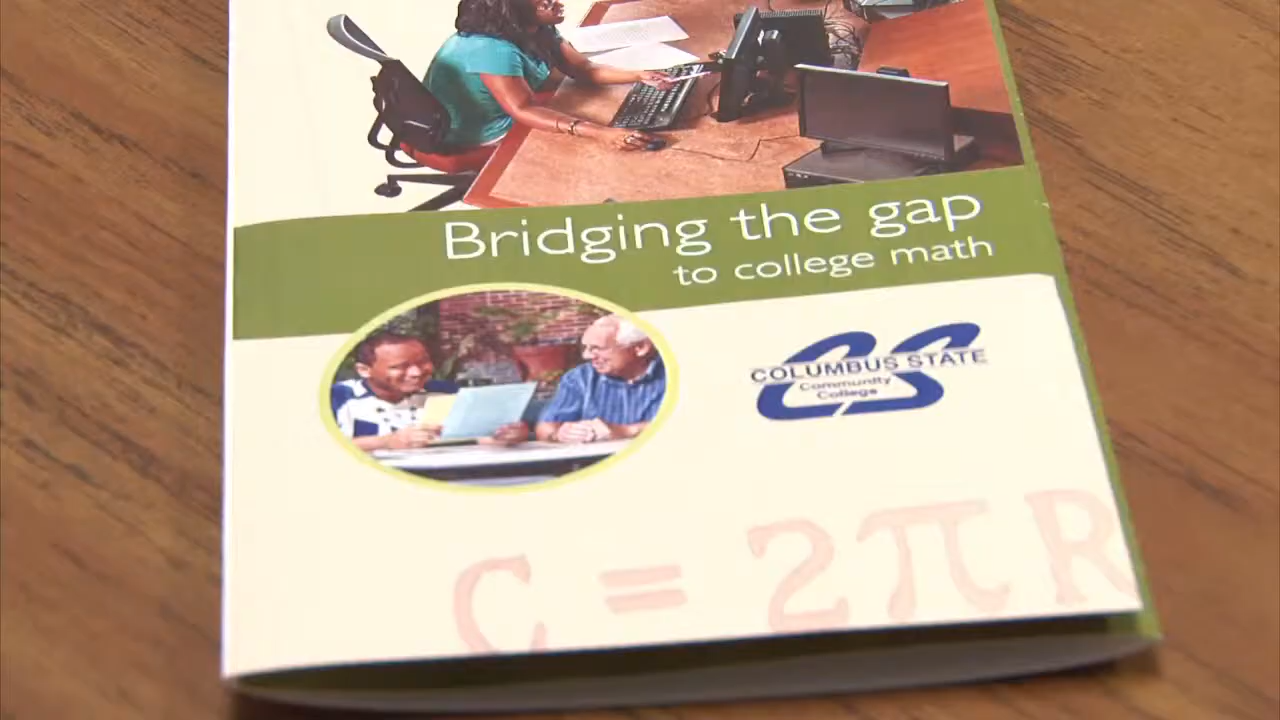 Bridging the gap
to college math
COLUMBUS STATE
Community
College
C = 2πR